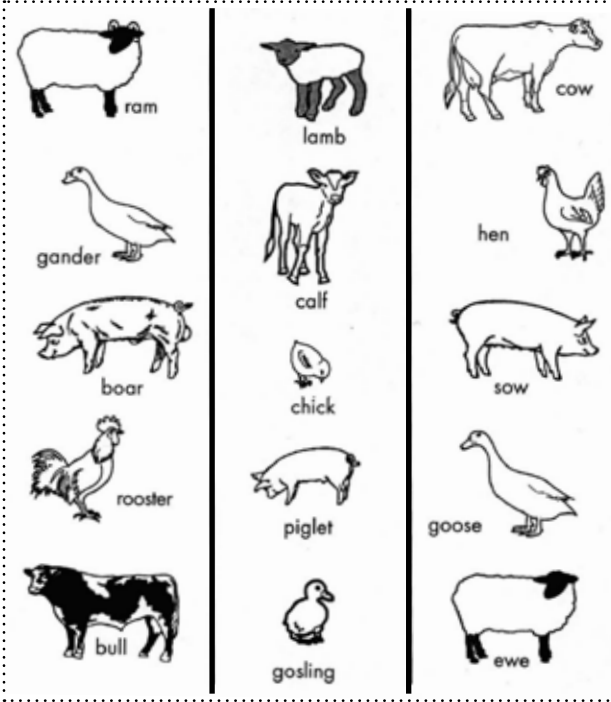 ram
gander
boar
rooster
bull
lamb
calf
chick
piglet
gosling
cow
hen
sow
goose
ewe